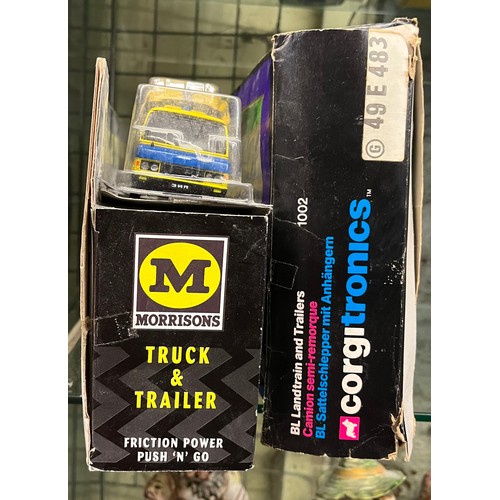 M
MORRISONS
TRUCK
&
TRAILER
FRICTION POWER
PUSH 'N' GO
BL Landtrain and Trailers
Camion semi-remorque
BL Sattelschlepper mit Anhängern
1002
corgitronics™
G 49 E 483